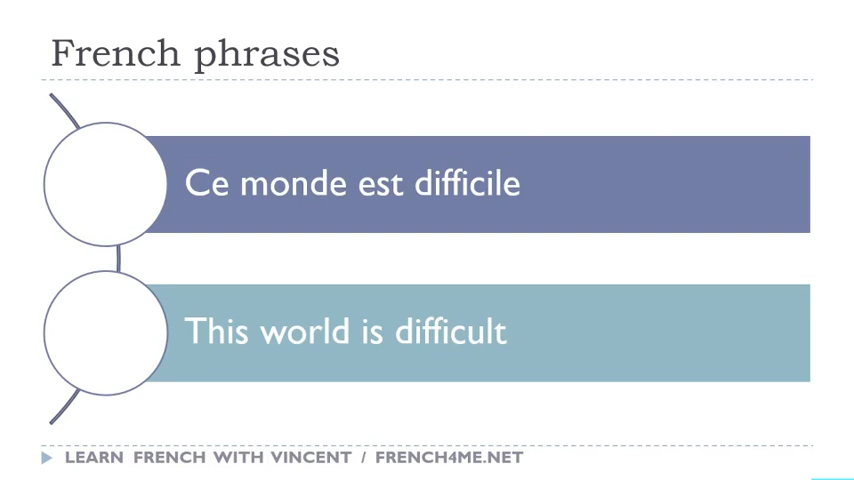 French phrases
Ce monde est difficile
This world is difficult
LEARN FRENCH WITH VINCENT / FRENCH4ME.NET